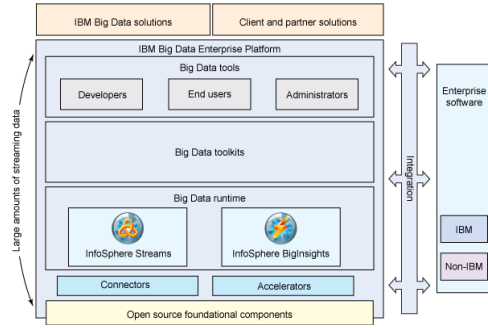 IBM Big Data solutions
Client and partner solutions
IBM Big Data Enterprise Platform
Big Data tools
Developers
End users
Administrators
Big Data toolkits
Big Data runtime
InfoSphere Streams
InfoSphere BigInsights
Connectors
Accelerators
Open source foundational components
Large amounts of streaming data
Integration
Enterprise
software
IBM
Non-IBM